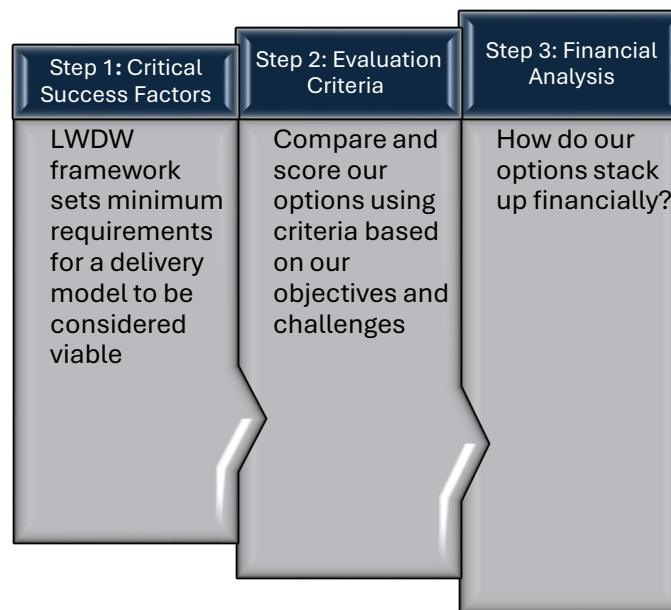 Step 1: Critical
Success Factors
LWDW
framework
sets minimum
requirements
for a delivery
model to be
considered
viable
Step 2: Evaluation
Criteria
Compare and
score our
options using
criteria based
on our
objectives and
challenges
Step 3: Financial
Analysis
How do our
options stack
up financially?